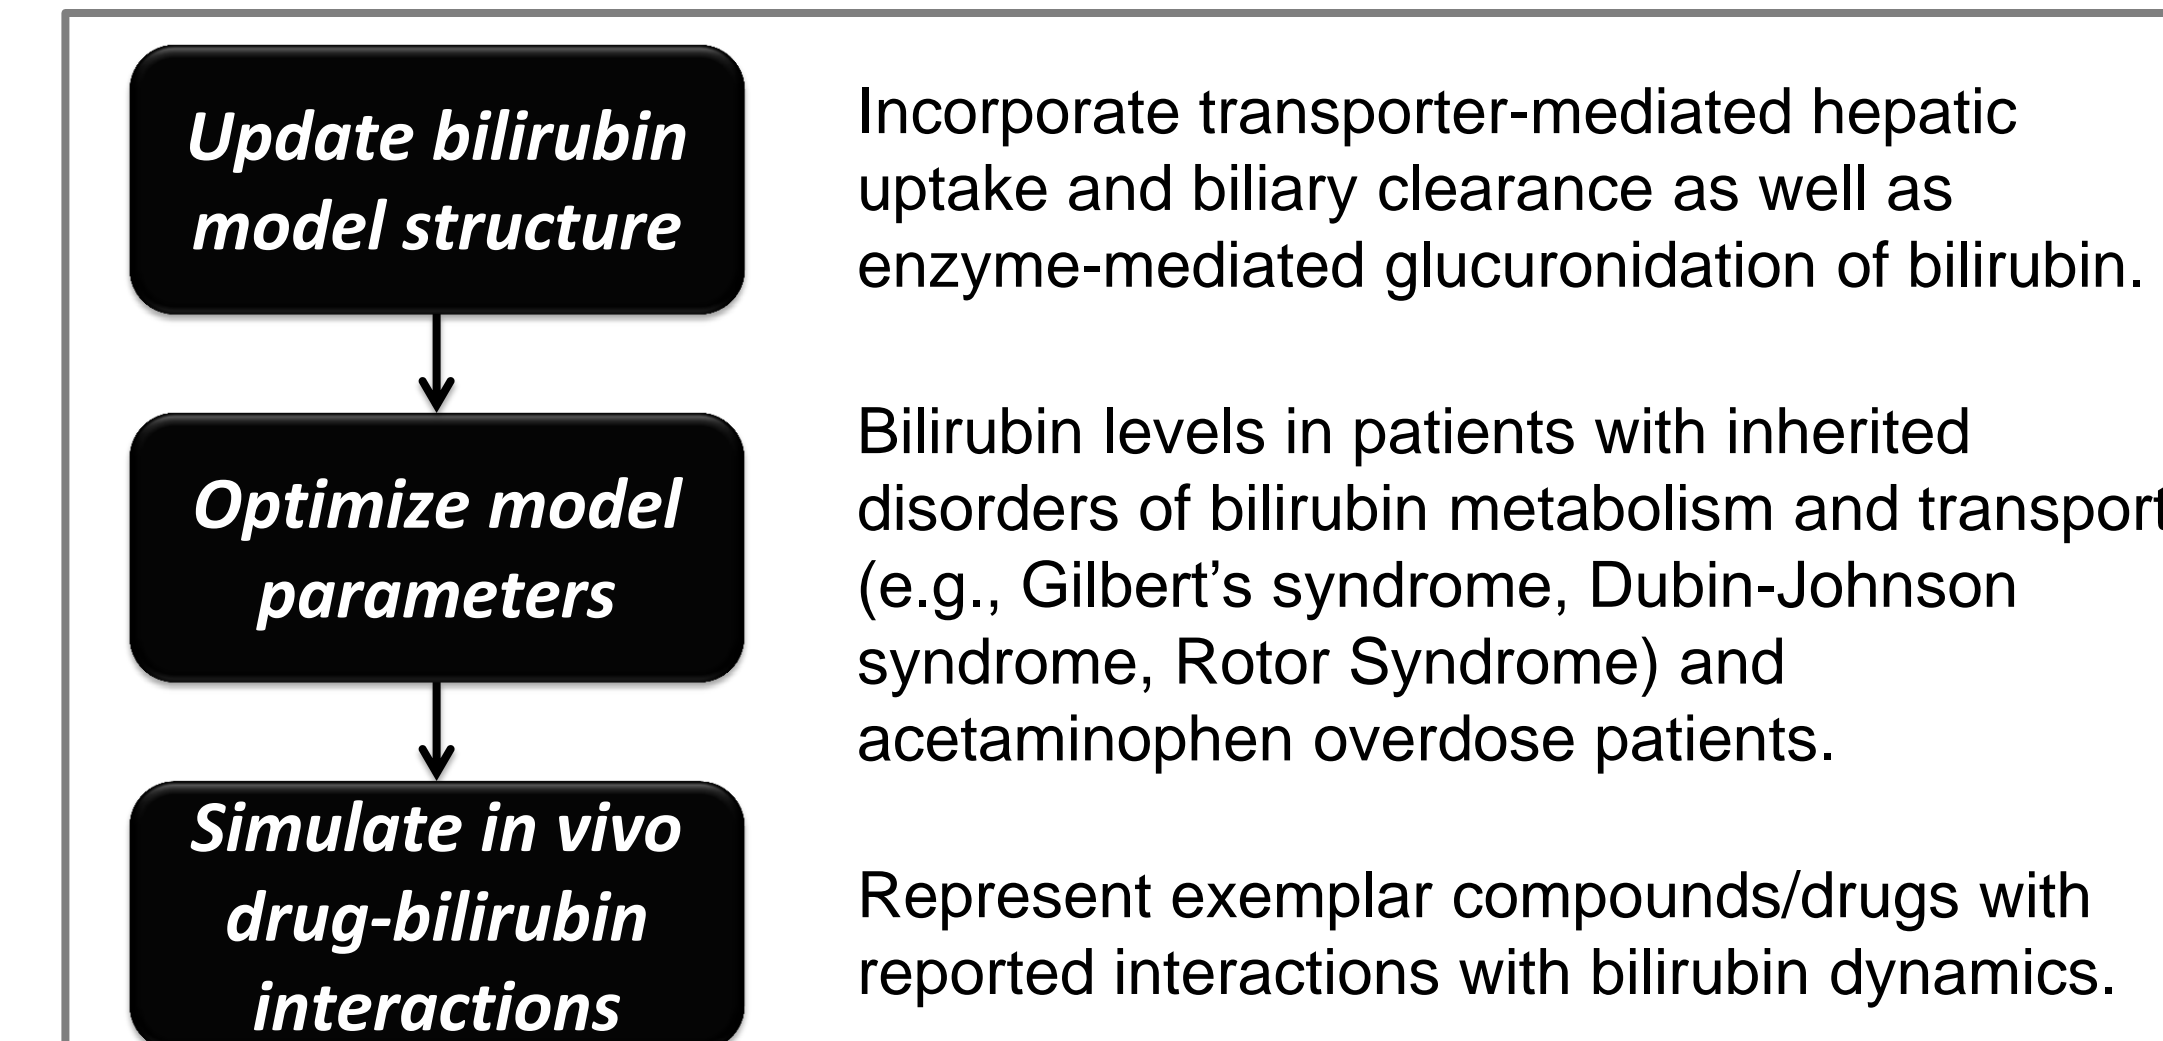 Update bilirubin
model structure
Incorporate transporter-mediated hepatic
uptake and biliary clearance as well as
enzyme-mediated glucuronidation of bilirubin.
Optimize model
parameters
Bilirubin levels in patients with inherited
disorders of bilirubin metabolism and transport
(e.g., Gilbert’s syndrome, Dubin-Johnson
syndrome, Rotor Syndrome) and
acetaminophen overdose patients.
Simulate in vivo
drug-bilirubin
interactions
Represent exemplar compounds/drugs with
reported interactions with bilirubin dynamics.